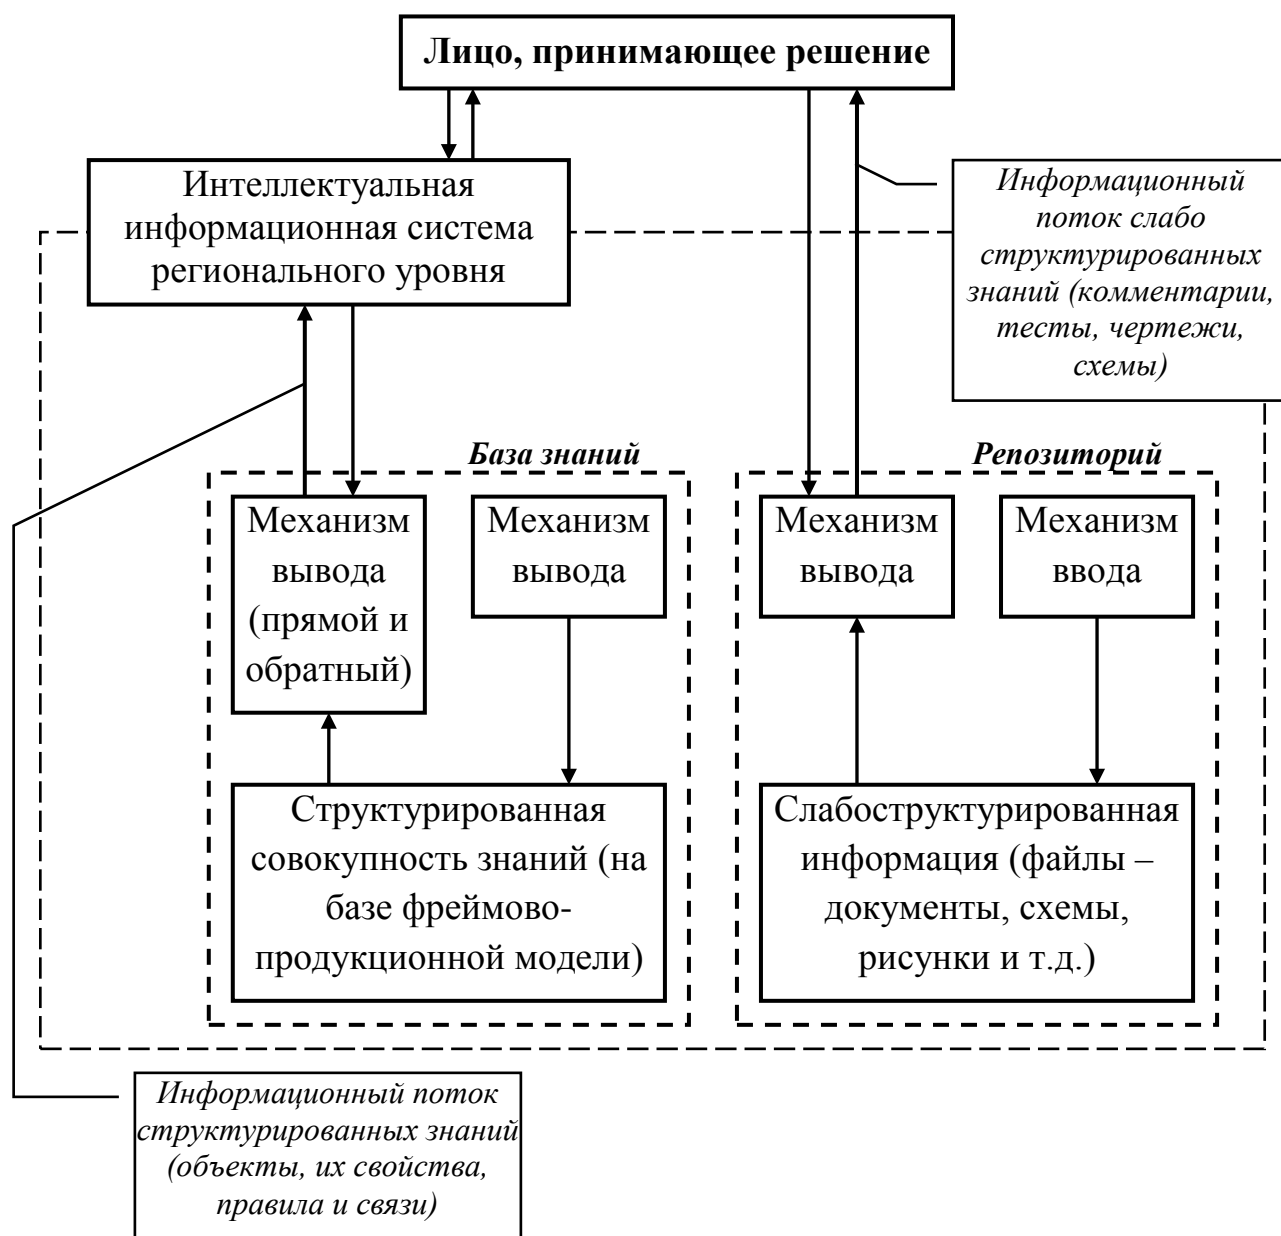 Лицо, принимающее решение
Интеллектуальная
информационная система
регионального уровня
Информационный
поток слабо
структурированных
знаний (комментарии,
тесты, чертежи,
схемы)
База знаний
Репозиторий
Механизм
вывода
(прямой и
обратный)
Механизм
вывода
Механизм
вывода
Механизм
ввода
Структурированная
совокупность знаний (на
базе фреймово-
продукционной модели)
Слабоструктурированная
информация (файлы –
документы, схемы,
рисунки и т.д.)
Информационный поток
структурированных знаний
(объекты, их свойства,
правила и связи)